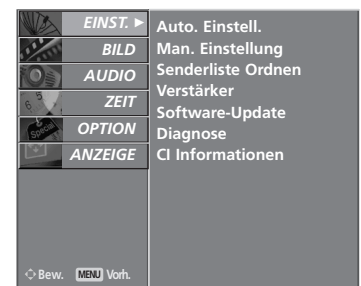 EINST.
BILD
AUDIO
ZEIT
OPTION
ANZEIGE
Auto. Einstell.
Man. Einstellung
Senderliste Ordnen
Verstärker
Software-Update
Diagnose
CI Informationen
Special
Bew. MENU Vorh.